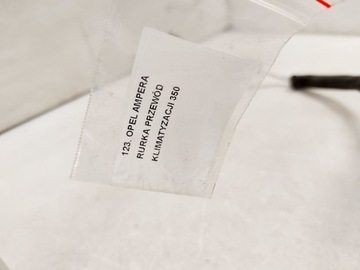 123. OPEL AMPERA
RURKA PRZEWÓD
KLIMATYZACJI 350